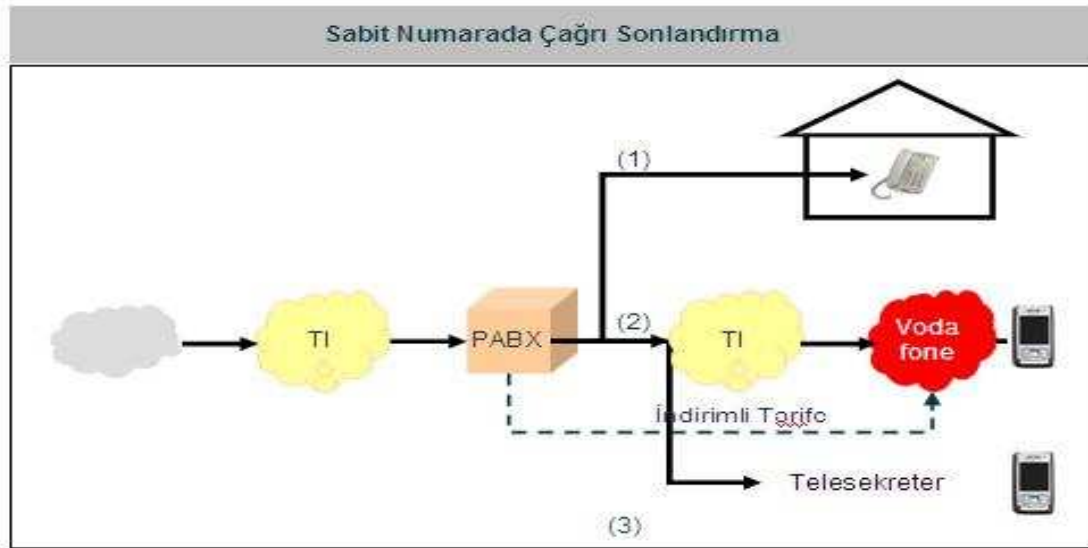 Sabit Numarada Çağrı Sonlandırma
(1)
TI
PABX
(2)
TI
Voda
fone
İndirimli Tarife
Telesekreter
(3)